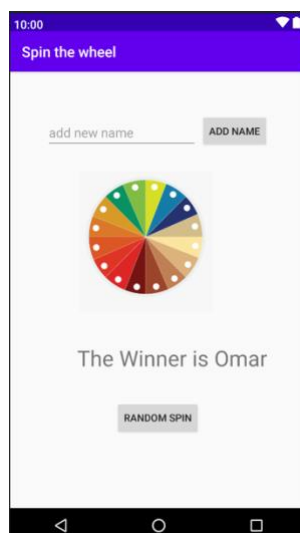 10:00
Spin the wheel
add new name
ADD NAME
The Winner is Omar
RANDOM SPIN